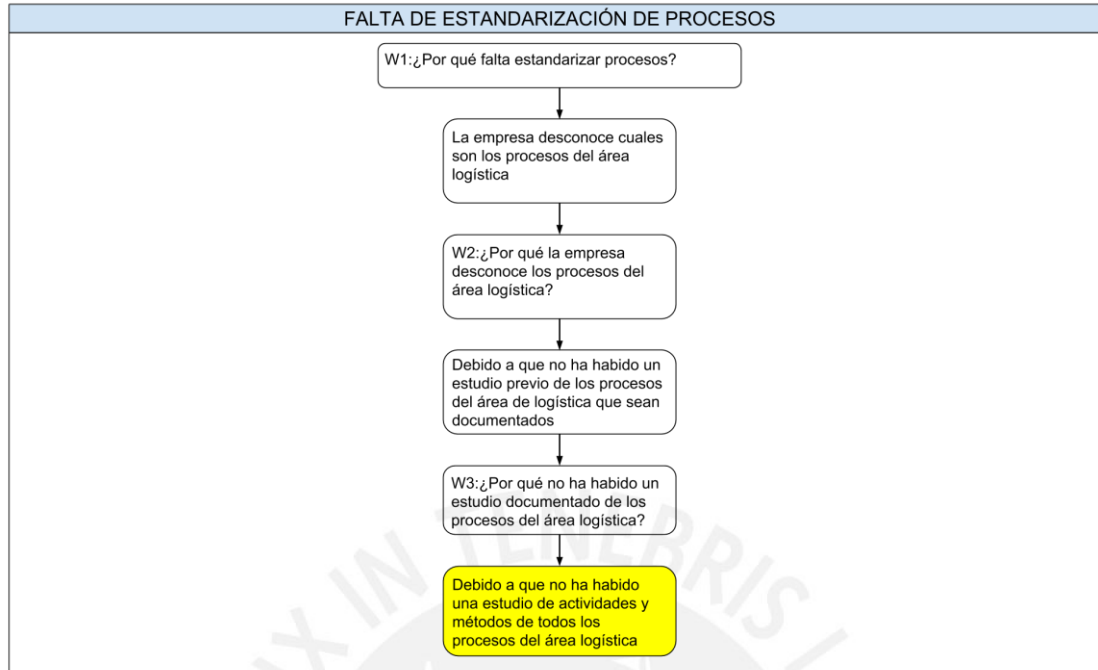 FALTA DE ESTANDARIZACIÓN DE PROCESOS
W1:¿Por qué falta estandarizar procesos?
La empresa desconoce cuales
son los procesos del área
logística
W2:¿Por qué la empresa
desconoce los procesos del
área logística?
Debido a que no ha habido un
estudio previo de los procesos
del área de logística que sean
documentados
W3:¿Por qué no ha habido un
estudio documentado de los
procesos del área logística?
Debido a que no ha habido
una estudio de actividades y
métodos de todos los
procesos del área logística
X IN TENEBRIS L